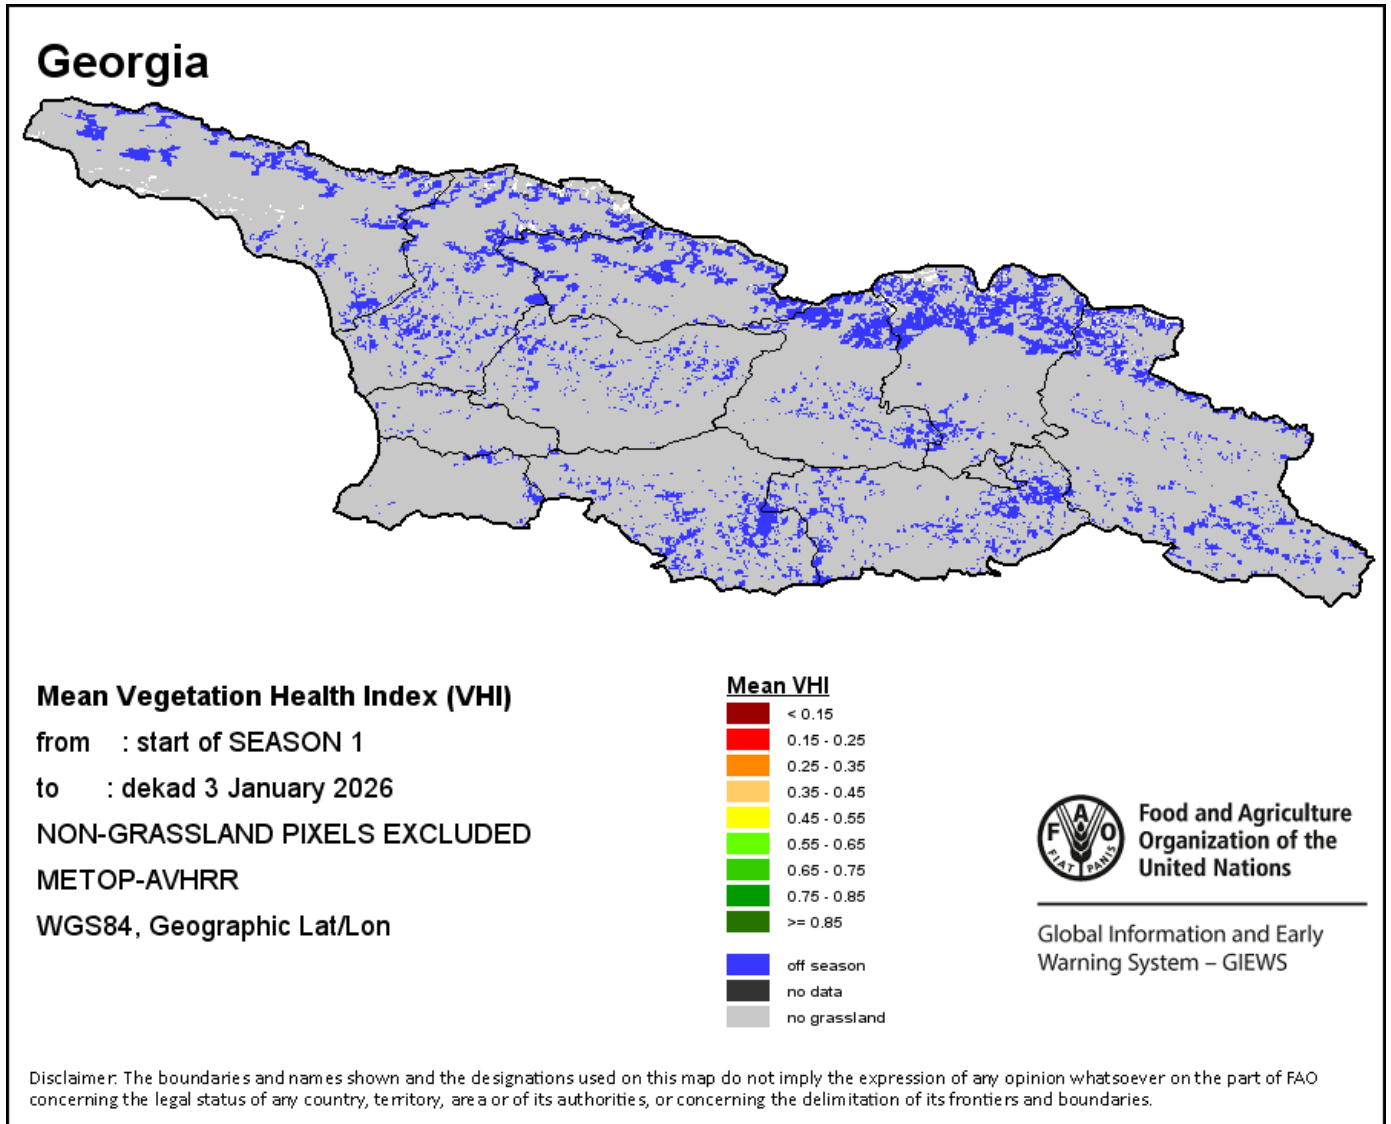 Georgia
Mean Vegetation Health Index (VHI)
from : start of SEASON 1
to : dekad 3 January 2026
NON-GRASSLAND PIXELS EXCLUDED
METOP-AVHRR
WGS84, Geographic Lat/Lon
Mean VHI
< 0.15
0.15 - 0.25
0.25 - 0.35
0.35 - 0.45
0.45 - 0.55
0.55 - 0.65
0.65 - 0.75
0.75 - 0.85
>= 0.85
off season
no data
no grassland
F A O
FIAT PANIS
Food and Agriculture
Organization of the
United Nations
Global Information and Early
Warning System – GIEWS
Disclaimer: The boundaries and names shown and the designations used on this map do not imply the expression of any opinion whatsoever on the part of FAO
concerning the legal status of any country, territory, area or of its authorities, or concerning the delimitation of its frontiers and boundaries.